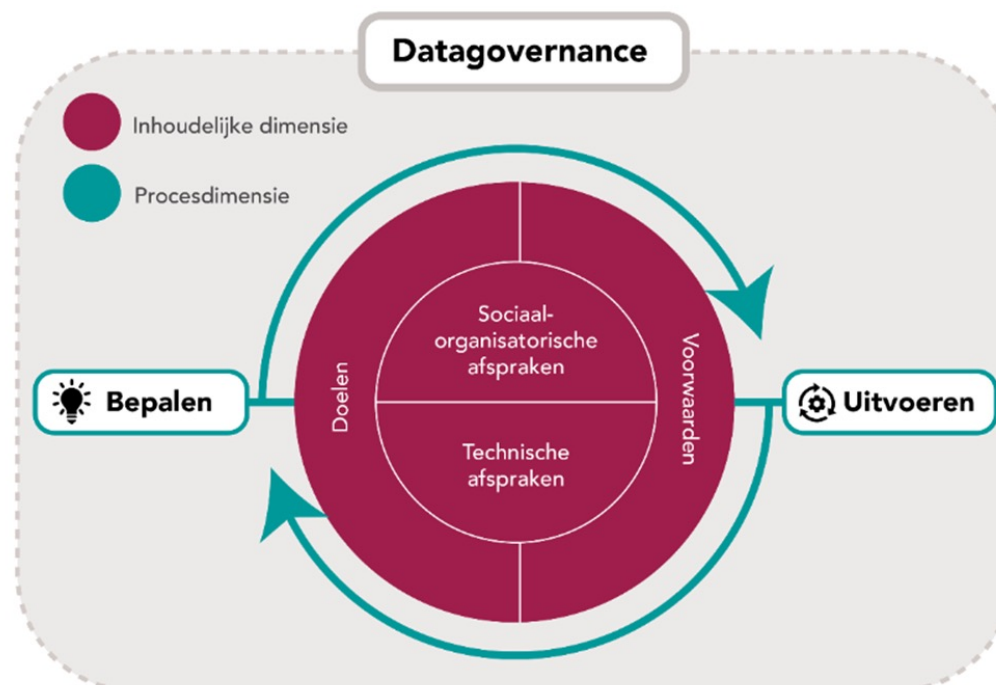 Datagovernance
Inhoudelijke dimensie
Procesdimensie
Sociaal-
organisatorische
afspraken
Doelen
Voorwaarden
Bepalen
Uitvoeren
Technische
afspraken